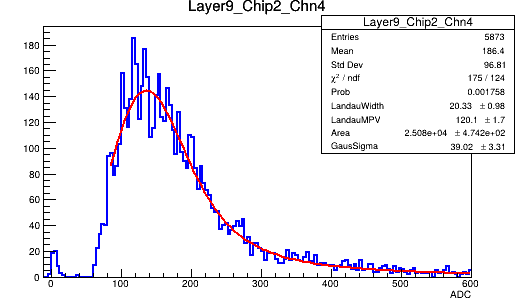 Layer9_Chip2_Chn4
Layer9_Chip2_Chn4
Entries 5873
Mean 186.4
Std Dev 96.81
χ² / ndf 175 / 124
Prob 0.001758
LandauWidth 20.33 ± 0.98
LandauMPV 120.1 ± 1.7
Area 2.508e+04 ± 4.742e+02
GausSigma 39.02 ± 3.31
180
160
140
120
100
80
60
40
20
0
0 100 200 300 400 500 600
ADC